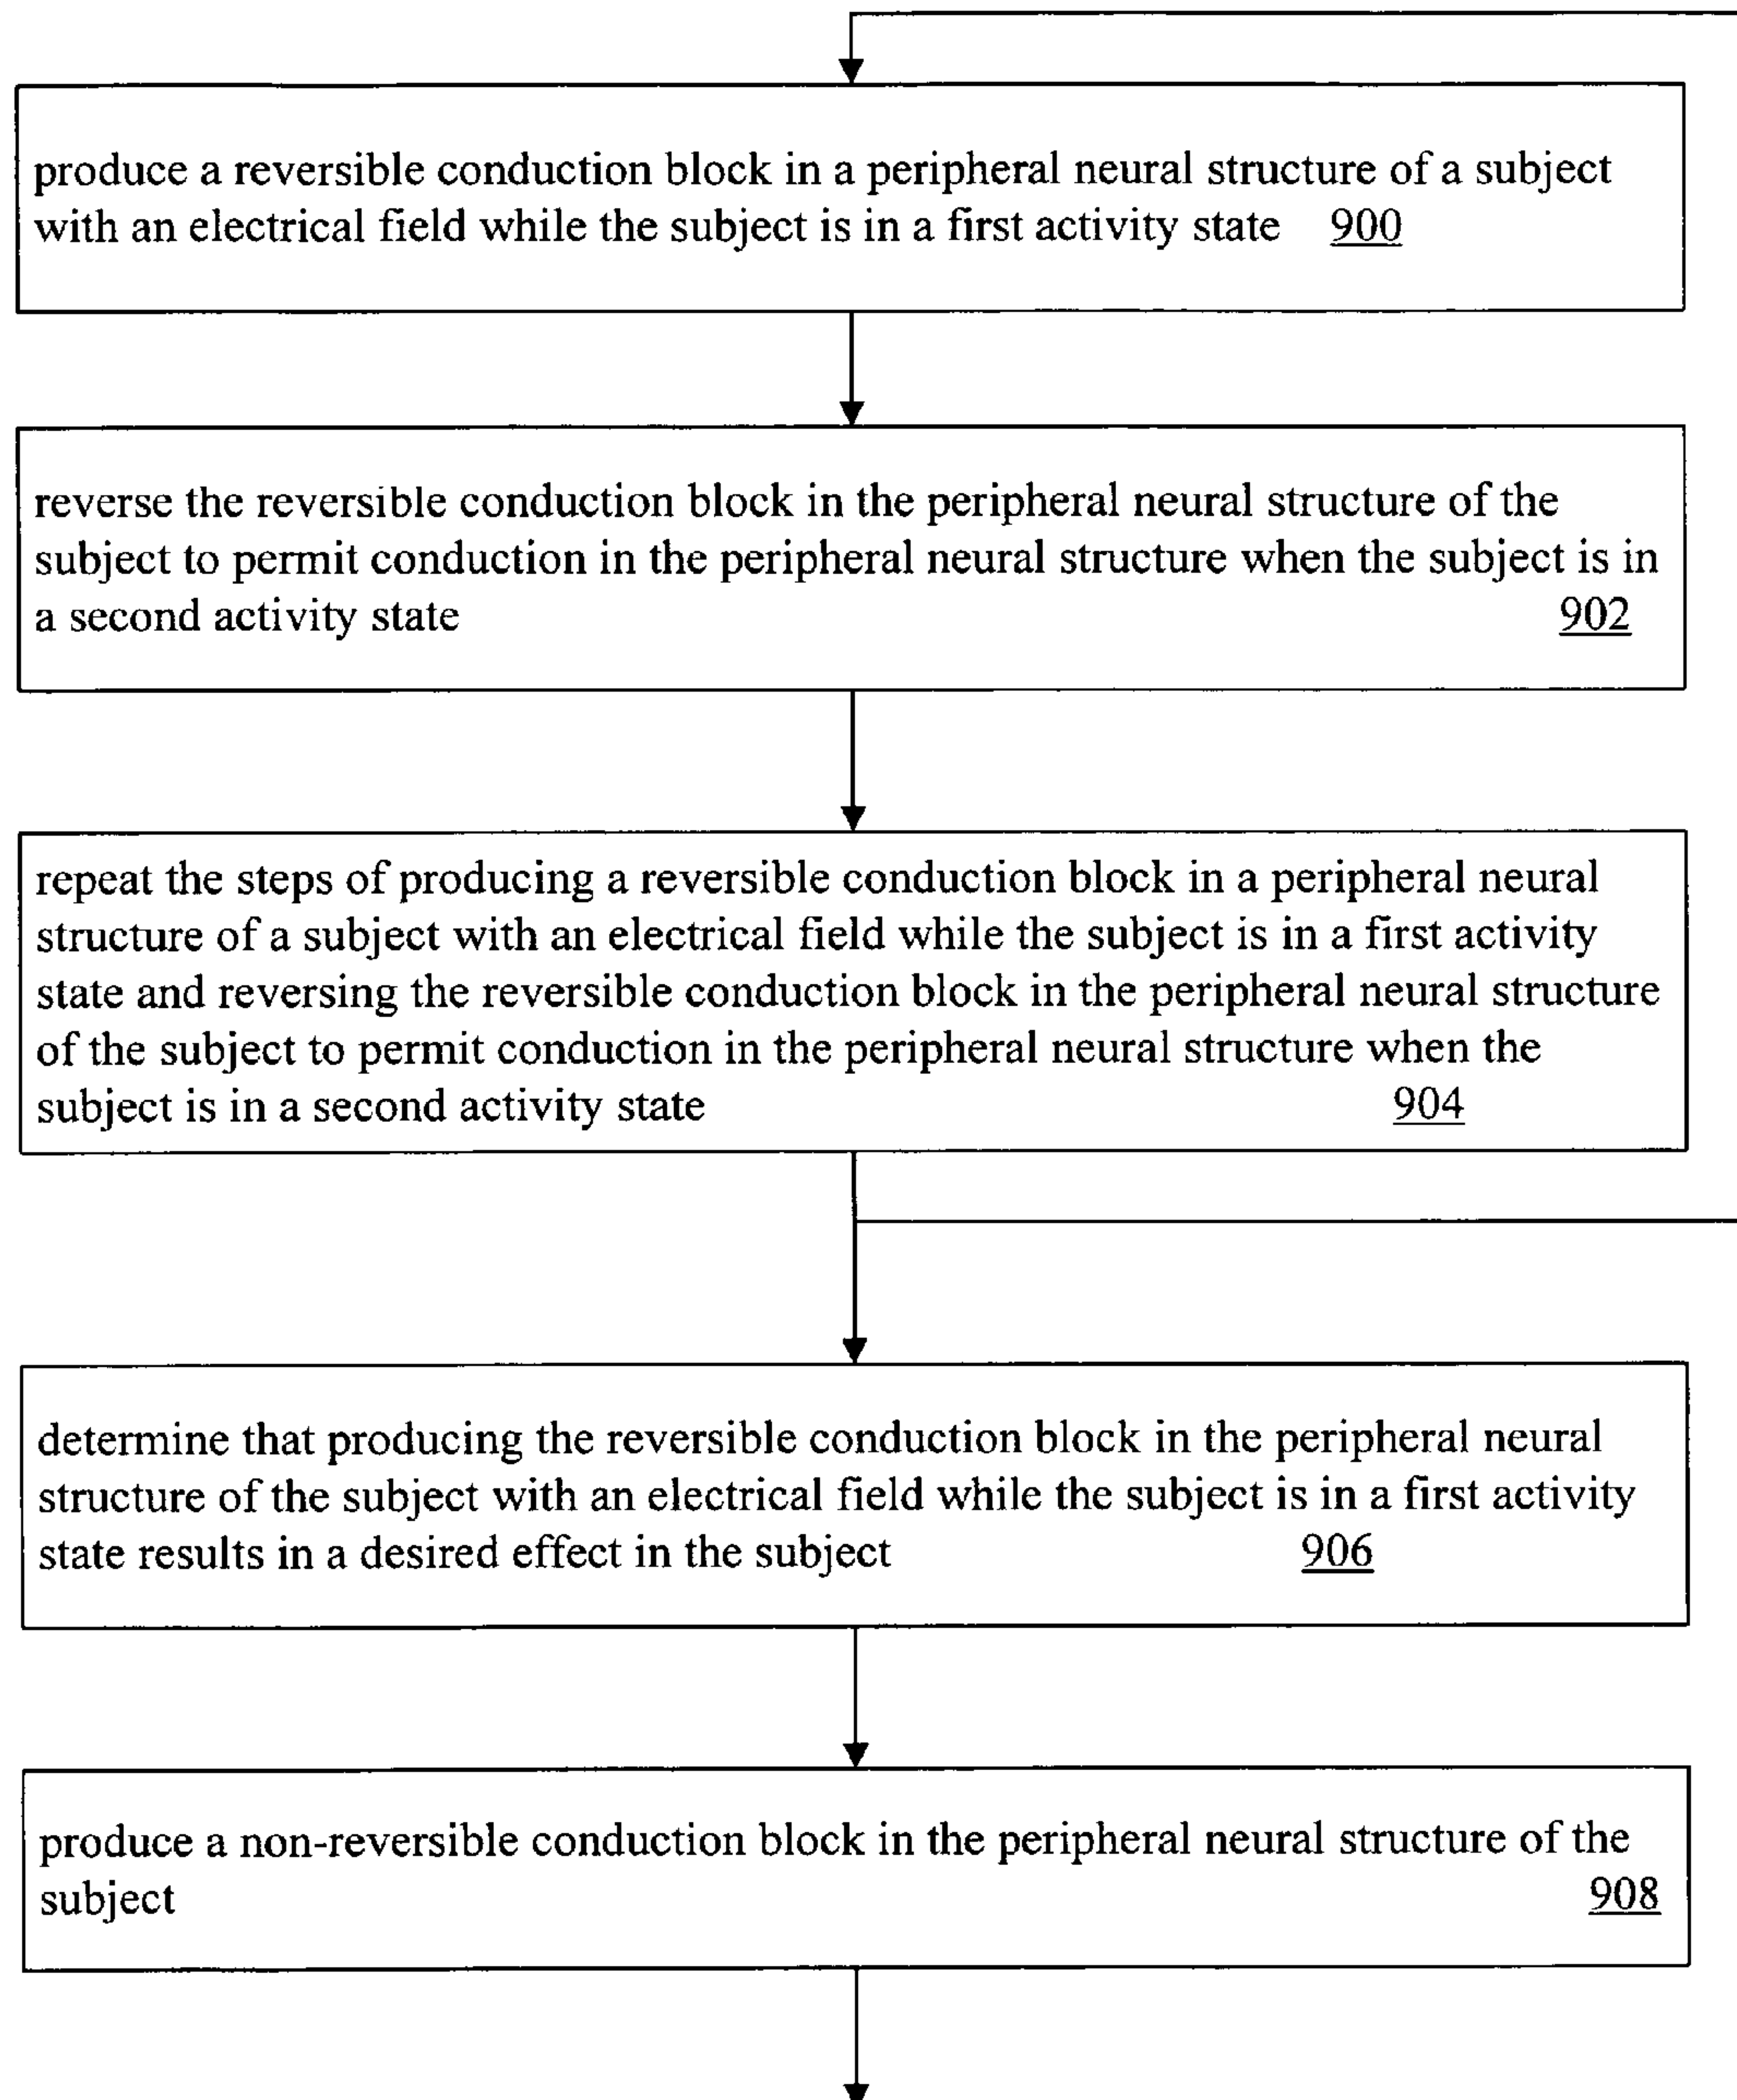 produce a reversible conduction block in a peripheral neural structure of a subject
with an electrical field while the subject is in a first activity state 900
reverse the reversible conduction block in the peripheral neural structure of the
subject to permit conduction in the peripheral neural structure when the subject is in
a second activity state 902
repeat the steps of producing a reversible conduction block in a peripheral neural
structure of a subject with an electrical field while the subject is in a first activity
state and reversing the reversible conduction block in the peripheral neural structure
of the subject to permit conduction in the peripheral neural structure when the
subject is in a second activity state 904
determine that producing the reversible conduction block in the peripheral neural
structure of the subject with an electrical field while the subject is in a first activity
state results in a desired effect in the subject 906
produce a non-reversible conduction block in the peripheral neural structure of the
subject 908